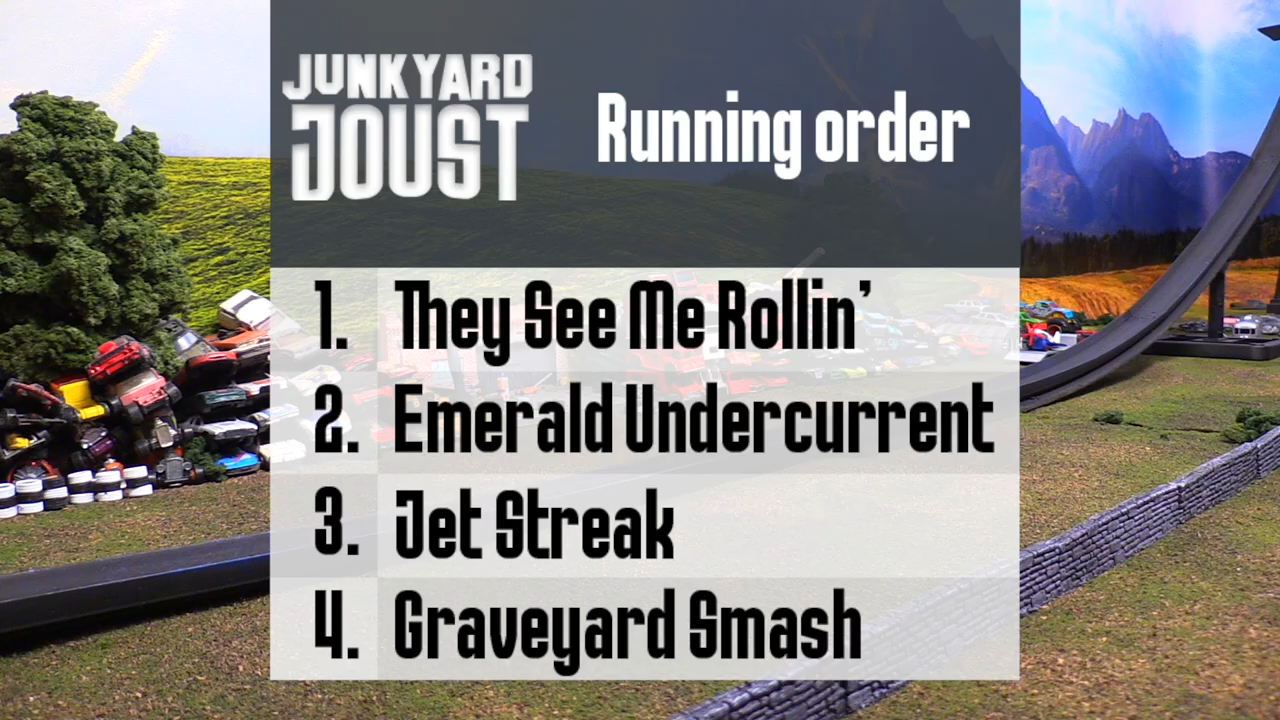 JUNKYARD
JOUST
Running order
1. They See Me Rollin'
2. Emerald Undercurrent
3. Jet Streak
4. Graveyard Smash